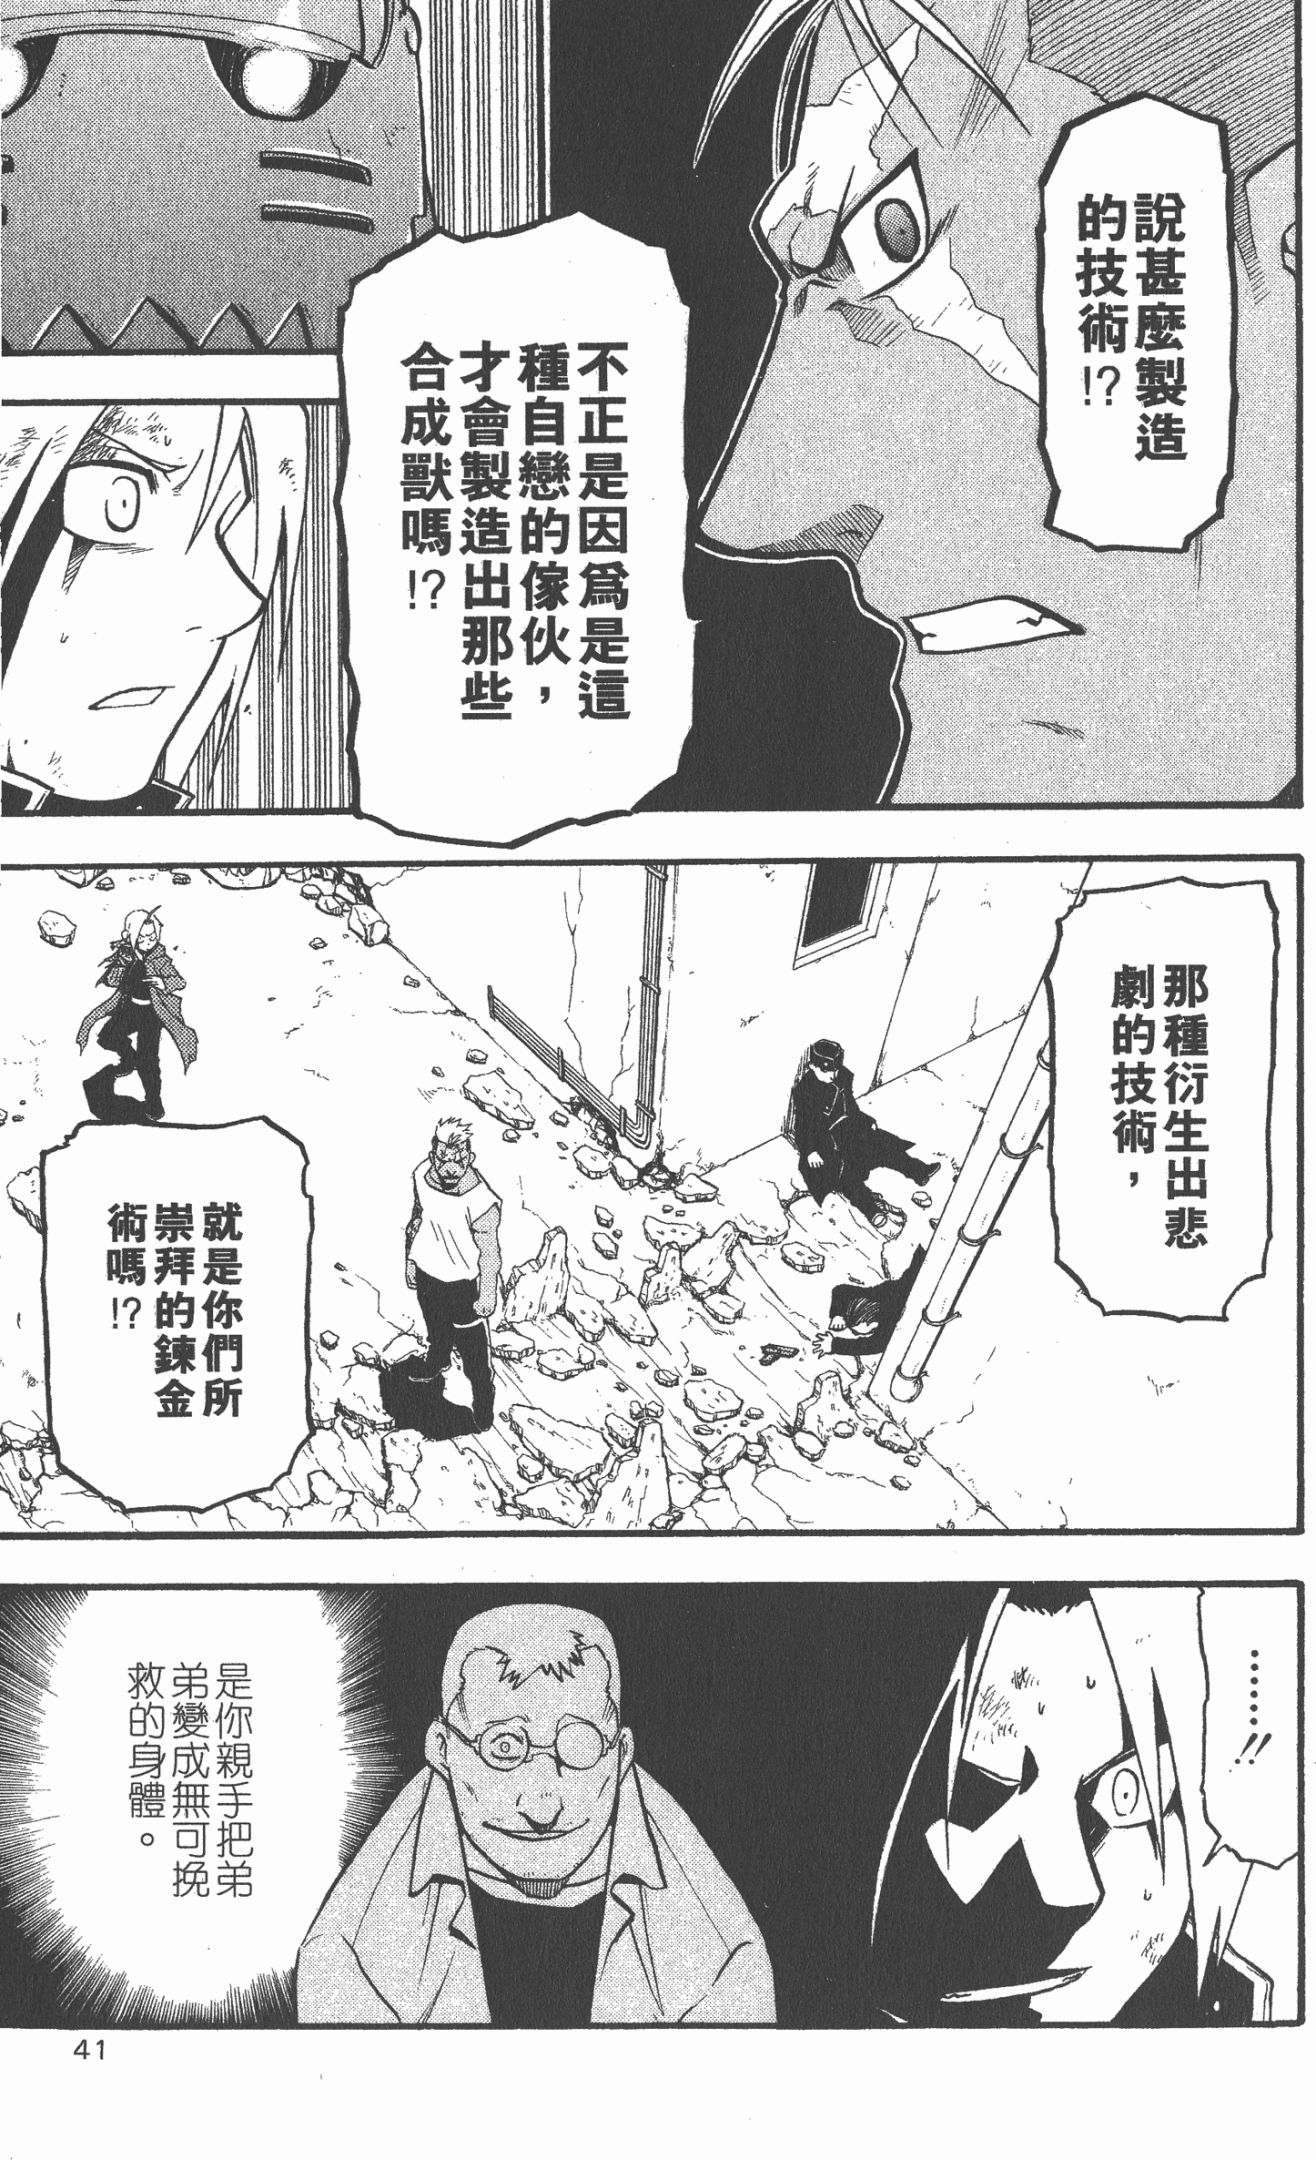 說甚麼製造
的技術!?
不正是因爲是這
種自戀的傢伙，
才會製造出那些
合成獸嗎!?
那種衍生出悲
劇的技術，
就是你們所
崇拜的鍊金
術嗎!?
……!!
是你親手把弟
弟變成無可挽
救的身體。
41